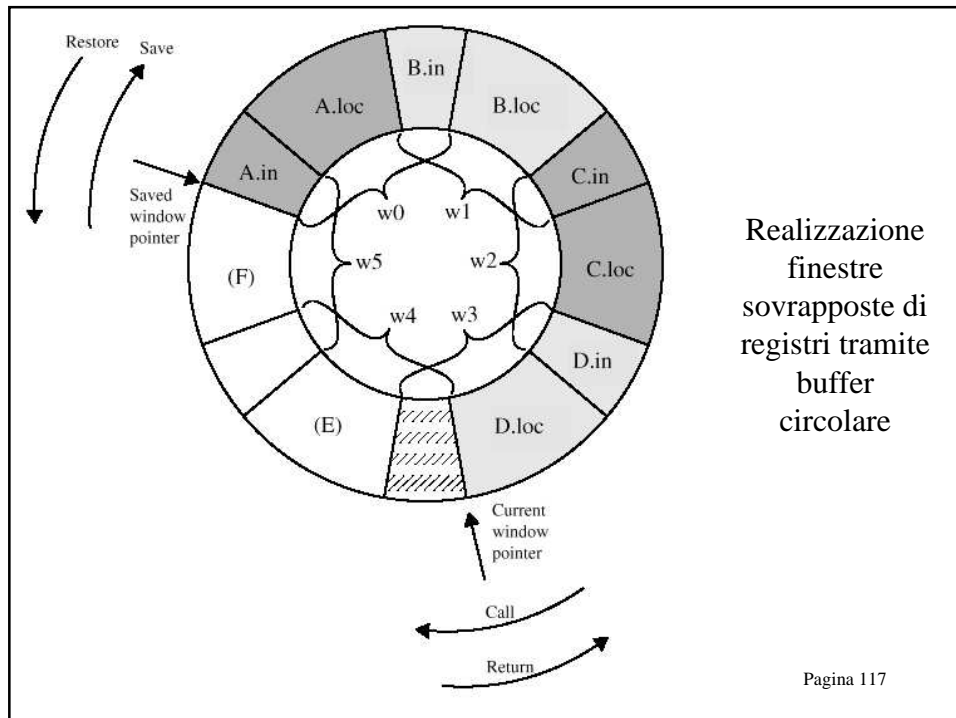 Restore
Save
A.loc
B.in
B.loc
A.in
C.in
Saved
window
pointer
w0
w1
(F)
w5
w2
C.loc
w4
w3
D.in
(E)
D.loc
Current
window
pointer
Call
Return
Realizzazione
finestre
sovrapposte di
registri tramite
buffer
circolare
Pagina 117